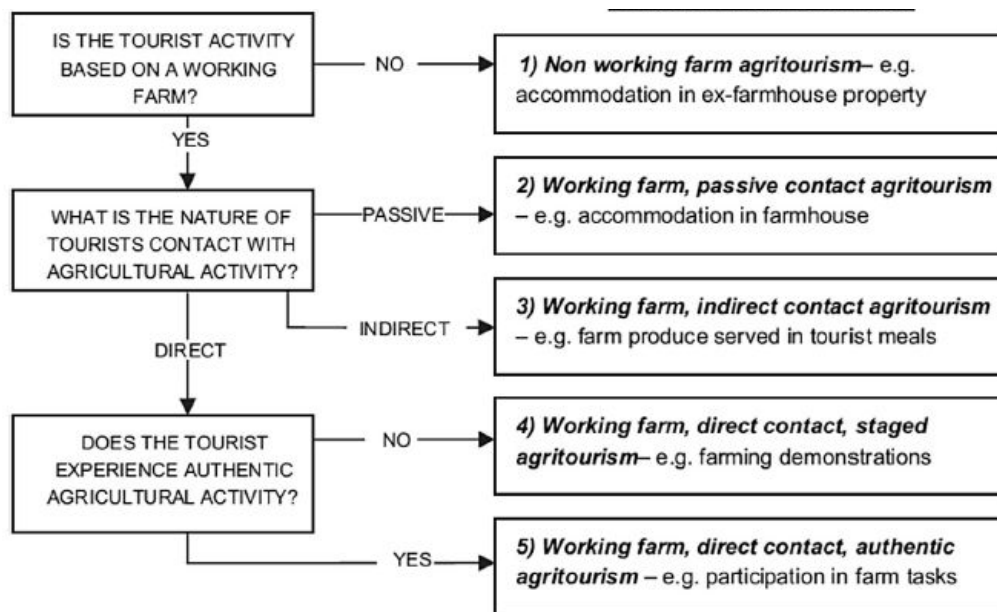 IS THE TOURIST ACTIVITY
BASED ON A WORKING
FARM?
NO
1) Non working farm agritourism– e.g.
accommodation in ex-farmhouse property
YES
WHAT IS THE NATURE OF
TOURISTS CONTACT WITH
AGRICULTURAL ACTIVITY?
PASSIVE
2) Working farm, passive contact agritourism
– e.g. accommodation in farmhouse
INDIRECT
3) Working farm, indirect contact agritourism
– e.g. farm produce served in tourist meals
DIRECT
DOES THE TOURIST
EXPERIENCE AUTHENTIC
AGRICULTURAL ACTIVITY?
NO
4) Working farm, direct contact, staged
agritourism– e.g. farming demonstrations
YES
5) Working farm, direct contact, authentic
agritourism – e.g. participation in farm tasks